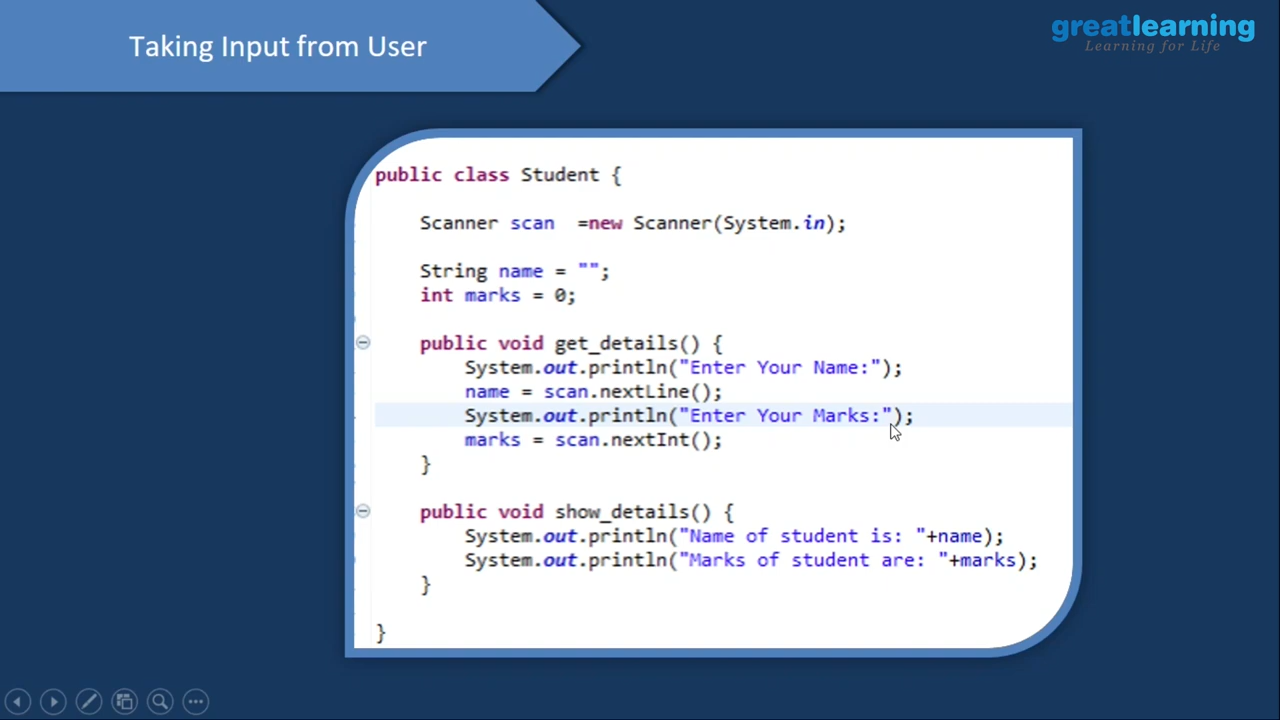 Taking Input from User
greatlearning
Learning for Life
public class Student {
Scanner scan  =new Scanner(System.in);
String name = "";
int marks = 0;
public void get_details() {
System.out.println("Enter Your Name:");
name = scan.nextLine();
System.out.println("Enter Your Marks:");
marks = scan.nextInt();
}
public void show_details() {
System.out.println("Name of student is: "+name);
System.out.println("Marks of student are: "+marks);
}
}